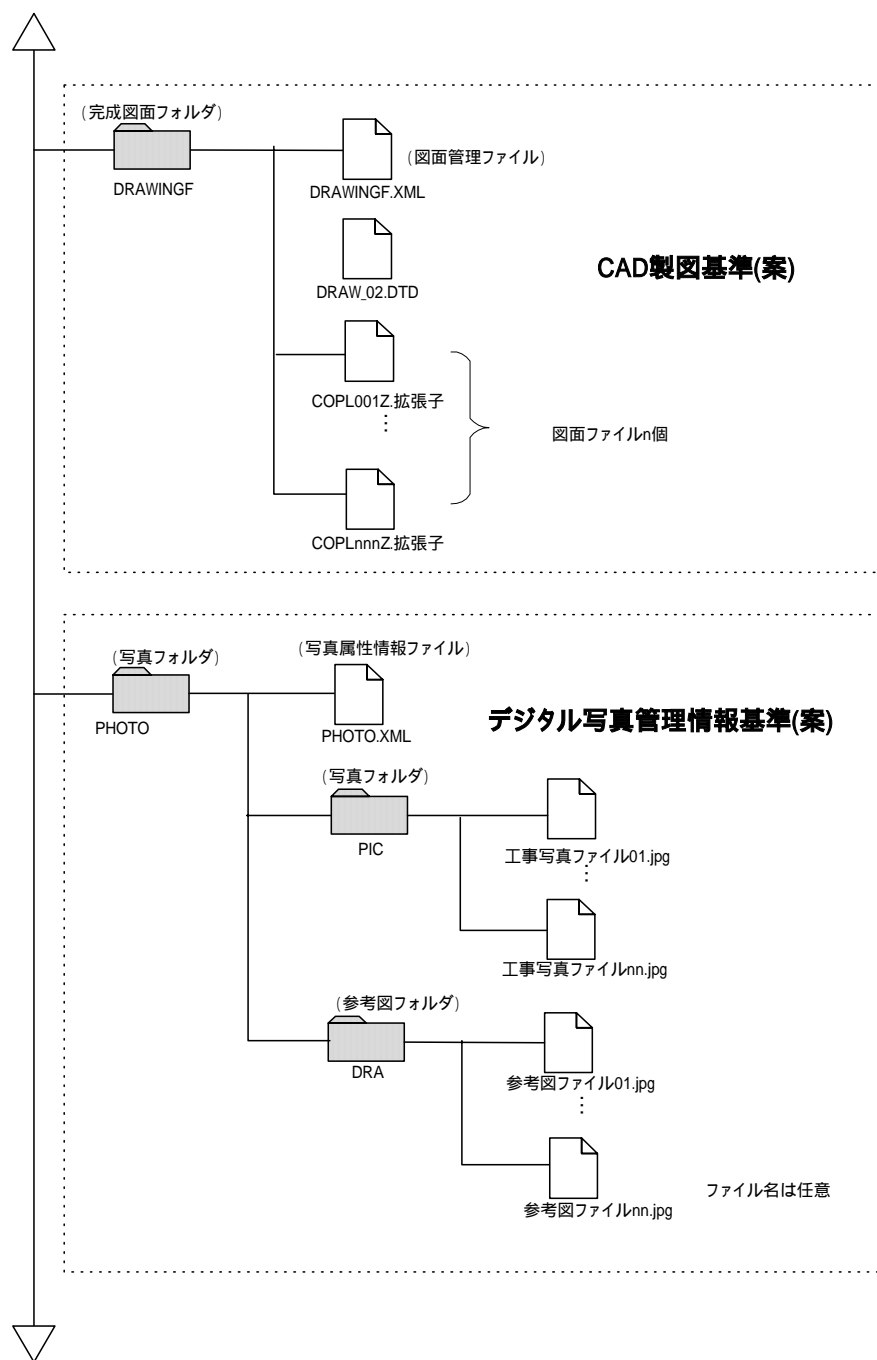 (完成図面フォルダ)
DRAWINGF
(図面管理ファイル)
DRAWINGF.XML
DRAW_02.DTD
CAD製図基準(案)
COPL001Z.拡張子
⋮
図面ファイルn個
COPLnnnZ.拡張子
(写真フォルダ)
PHOTO
(写真属性情報ファイル)
PHOTO.XML
デジタル写真管理情報基準(案)
(写真フォルダ)
PIC
工事写真ファイル01.jpg
⋮
工事写真ファイルnn.jpg
(参考図フォルダ)
DRA
参考図ファイル01.jpg
⋮
参考図ファイルnn.jpg
ファイル名は任意